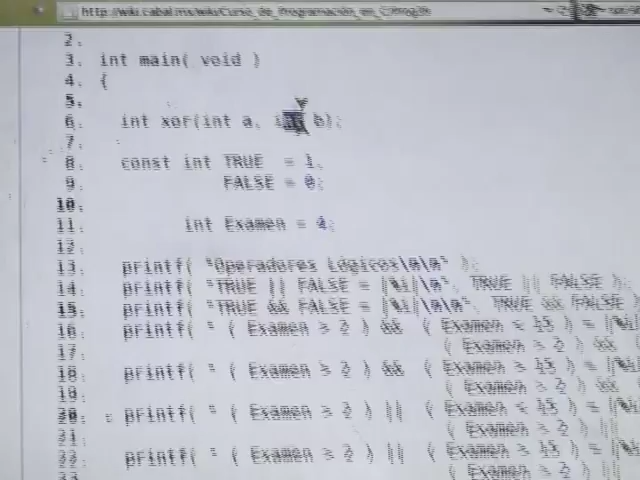 http://wiki.cabal.mx/wiki/Curso_de_Programación_en_C
2.
3. int main( void )
4. {
5.
6. int xor(int a, int b);
7.
8. const int TRUE = 1,
9. FALSE = 0;
10.
11. int Examen = 4;
12.
13. printf( "Operadores Lógicos\n\n" );
14. printf( "TRUE || FALSE = |%i|\n", TRUE || FALSE );
15. printf( "TRUE && FALSE = |%i|\n\n", TRUE && FALSE );
16. printf( " ( Examen > 2 ) && ( Examen < 15 ) = |%i|
17. ( Examen > 2 ) &&
18. printf( " ( Examen > 2 ) && ( Examen > 15 ) = |%i|
19. ( Examen > 2 ) &&
20. printf( " ( Examen > 2 ) || ( Examen < 15 ) = |%i|
21. ( Examen > 2 ) ||
22. printf( " ( Examen > 2 ) || ( Examen > 15 ) = |%i|
23. ( Examen > 2 ) ||